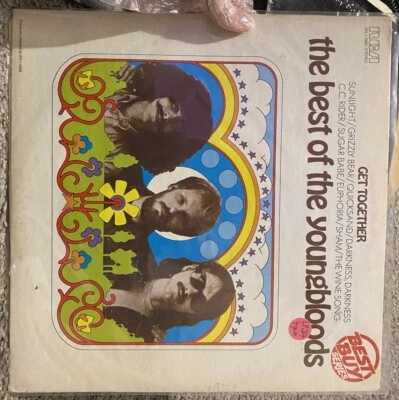 RCA
the best of the youngbloods
GET TOGETHER
SUNLIGHT/GRIZZLY BEAR/QUICKSAND/DARKNESS, DARKNESS
C.C. RIDER/SUGAR BABE/EUPHORIA/SHAM/THE WINE SONG
BEST
BUY
SERIES